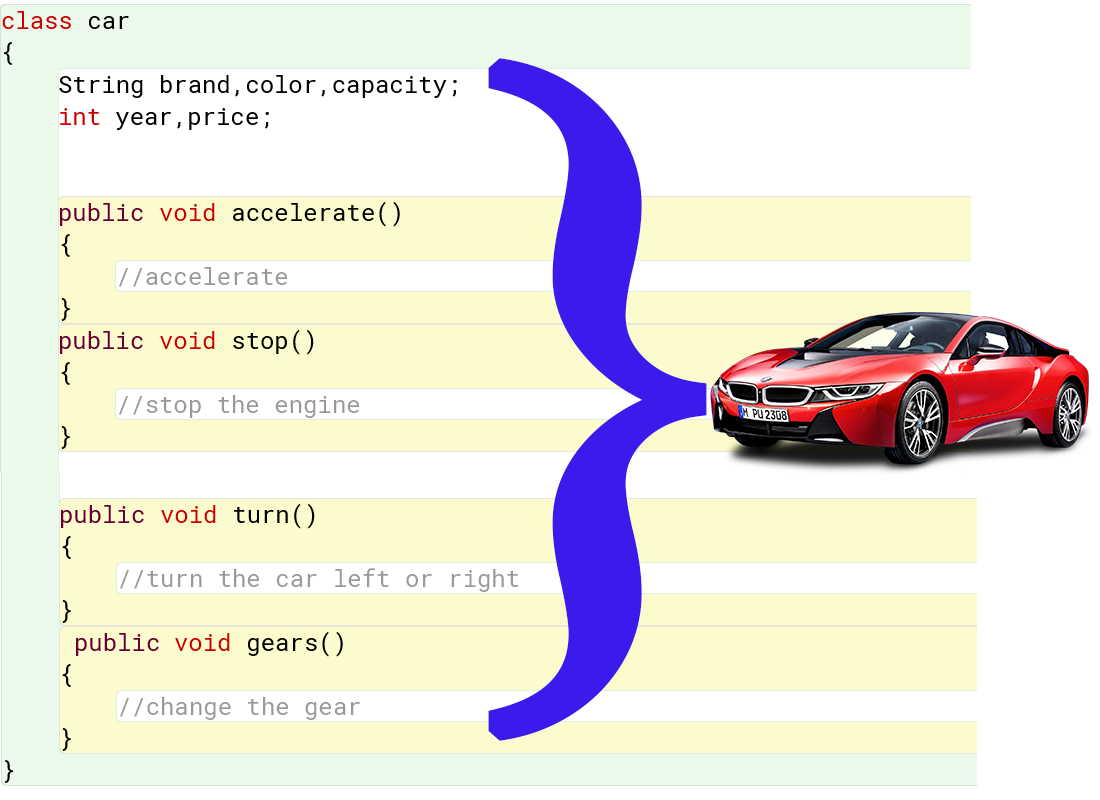 class car
{
String brand,color,capacity;
int year,price;
public void accelerate()
{
//accelerate
}
public void stop()
{
//stop the engine
}
M PU 2308
public void turn()
{
//turn the car left or right
}
public void gears()
{
//change the gear
}
}